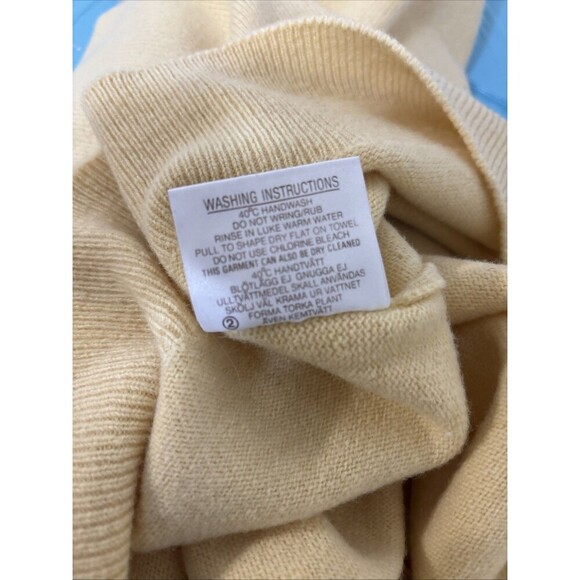 WASHING INSTRUCTIONS
40°C HANDWASH
DO NOT WRING/RUB
RINSE IN LUKE WARM WATER
PULL TO SHAPE DRY FLAT ON TOWEL
DO NOT USE CHLORINE BLEACH
THIS GARMENT CAN ALSO BE DRY CLEANED
40°C HANDTVÄTT
BLÖTLÄGG EJ GNUGGA EJ
ULLTVÄTTMEDEL SKALL ANVÄNDAS
SKÖLJ VÄL KRAMA UR VATTNET
FORMA TORKA PLANT
② ÄVEN KEMTVÄTT